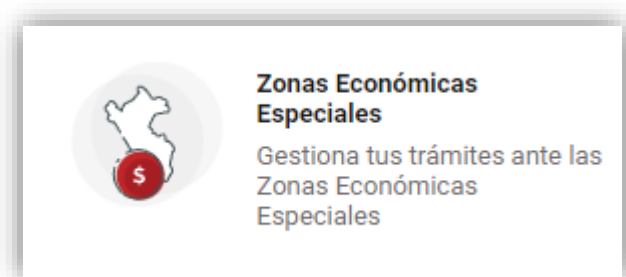 Zonas Económicas
Especiales
Gestiona tus trámites ante las
Zonas Económicas
Especiales
$